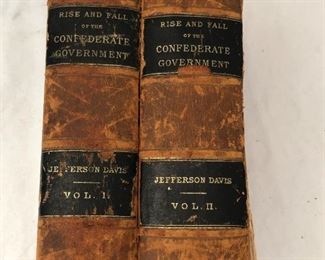 RISE AND FALL
OF THE
CONFEDERATE
GOVERNMENT
JEFFERSON DAVIS
VOL. I.
RISE AND FALL
OF THE
CONFEDERATE
GOVERNMENT
JEFFERSON DAVIS
VOL. II.